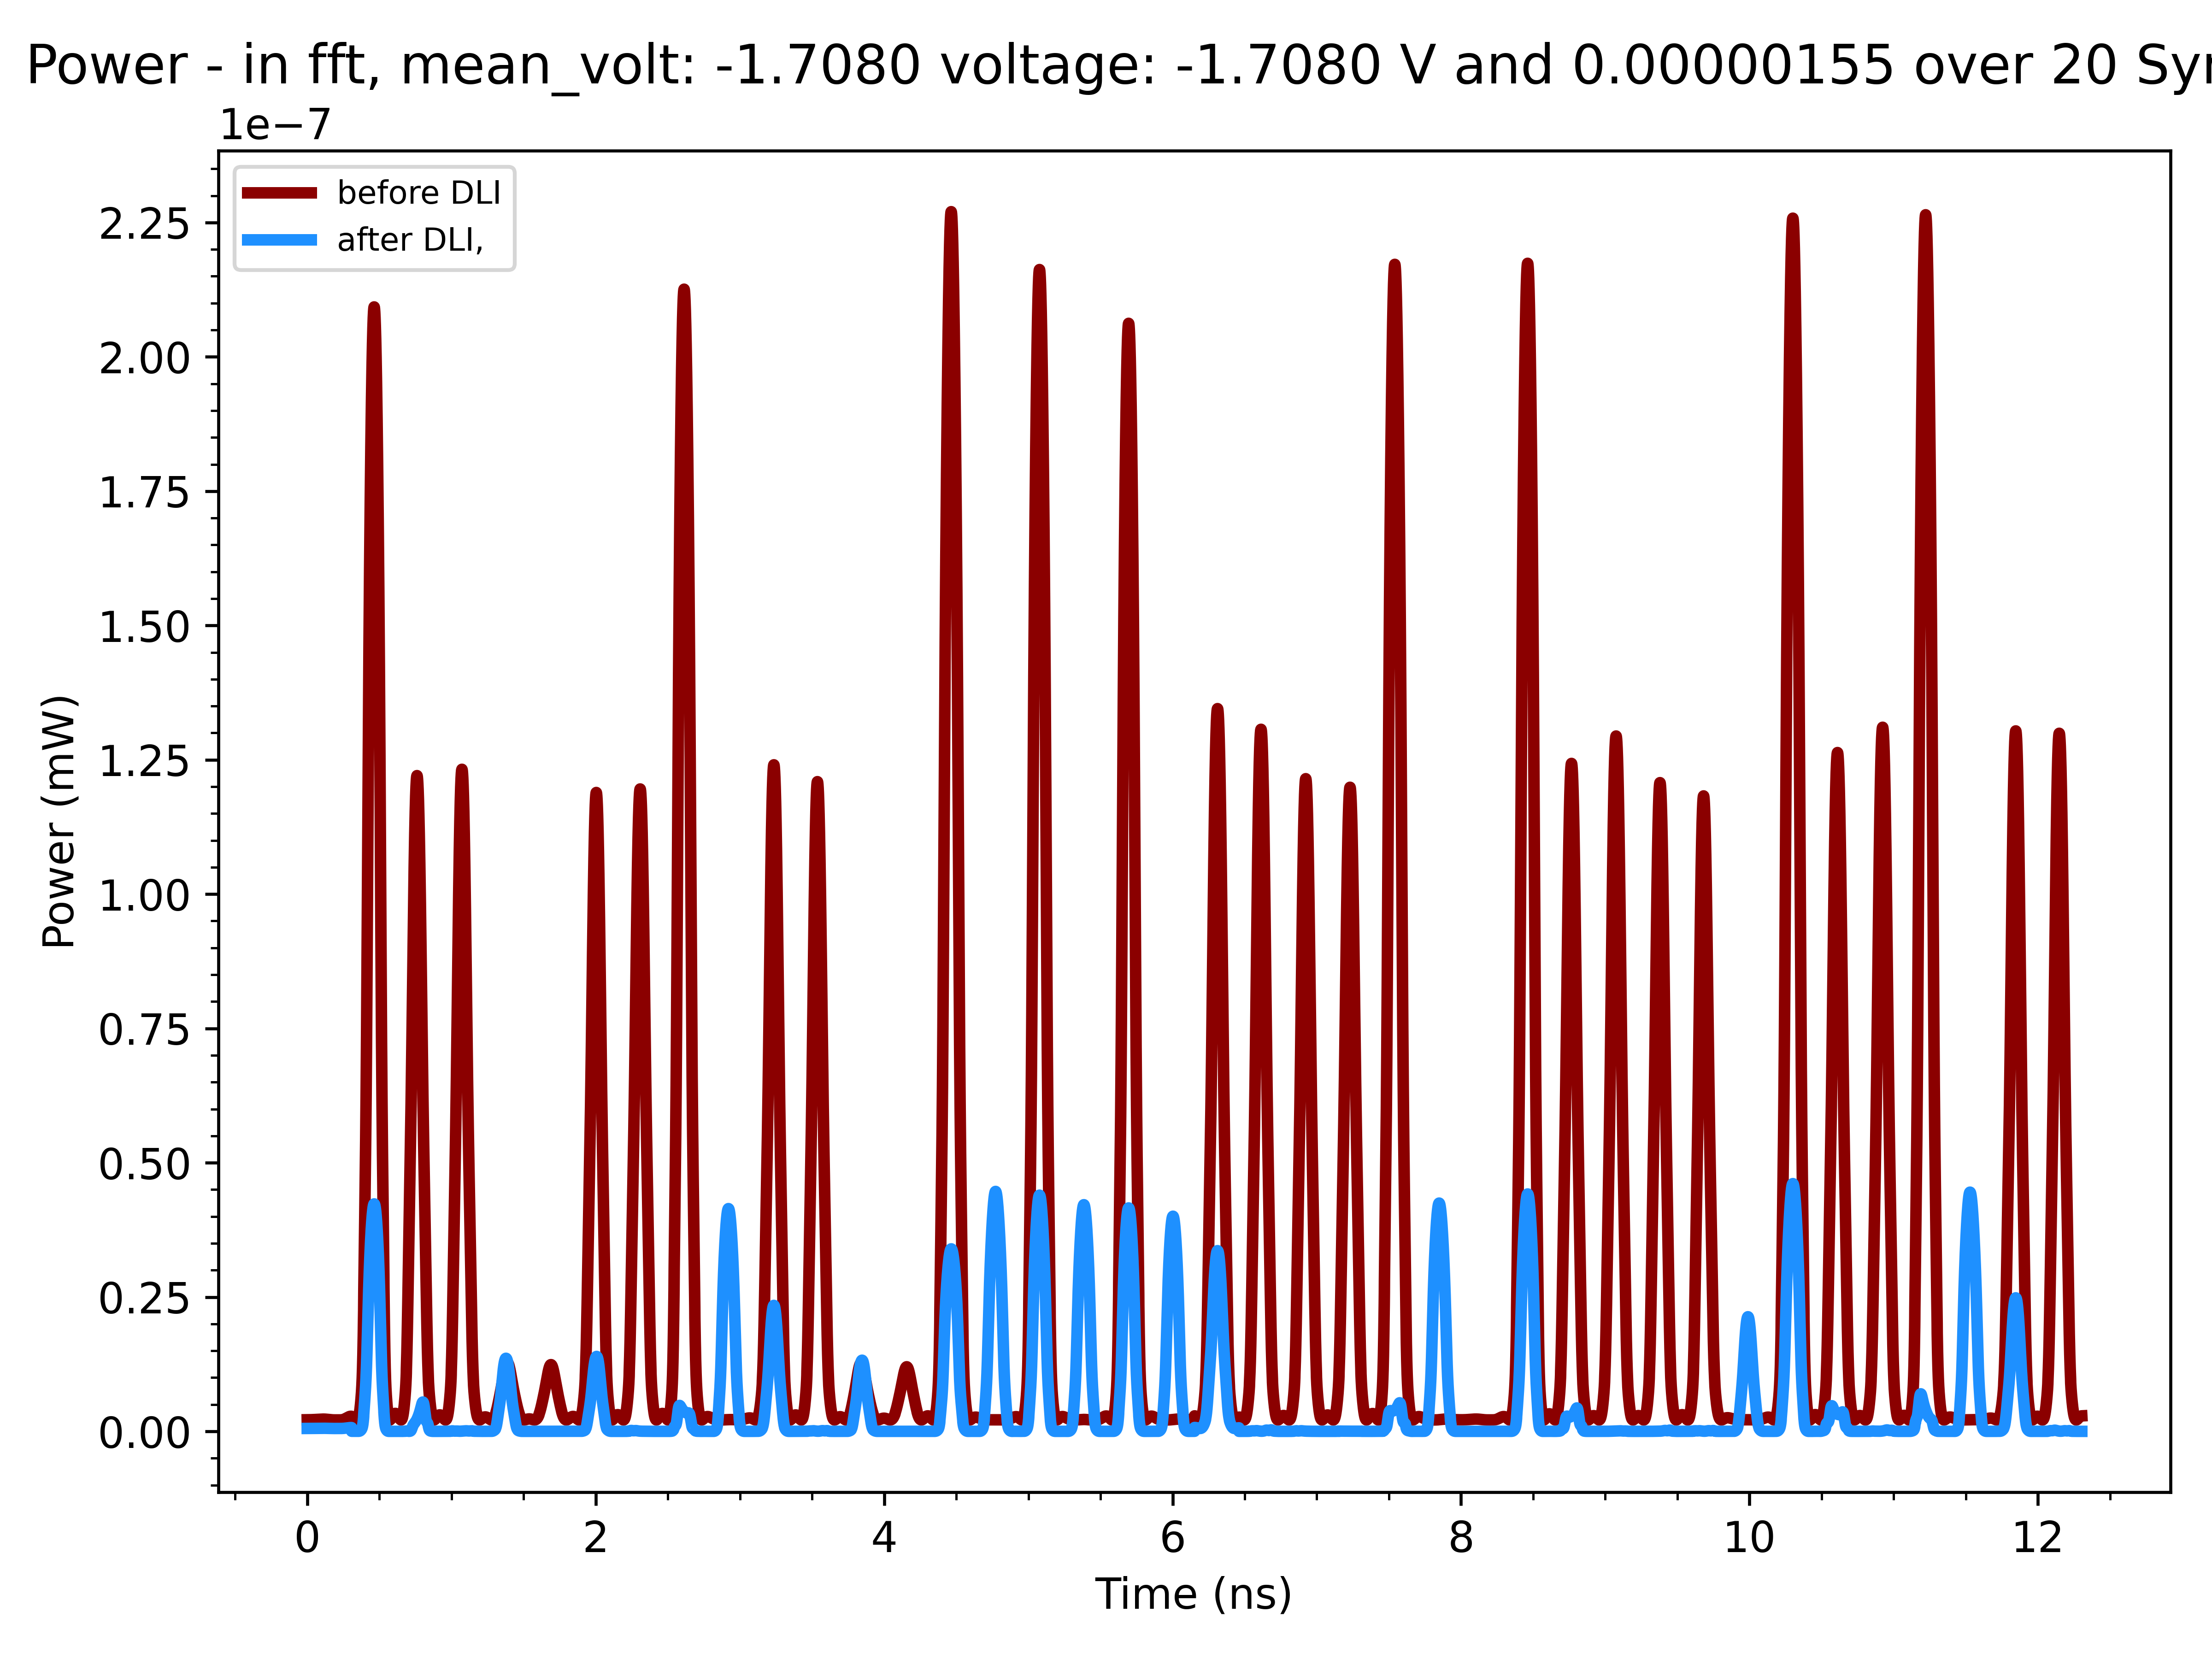 Power - in fft, mean_volt: -1.7080 voltage: -1.7080 V and 0.00000155 over 20
1e−7
before DLI
after DLI,
2.25
2.00
1.75
1.50
1.25
1.00
0.75
0.50
0.25
0.00
Power (mW)
0 2 4 6 8 10 12
Time (ns)